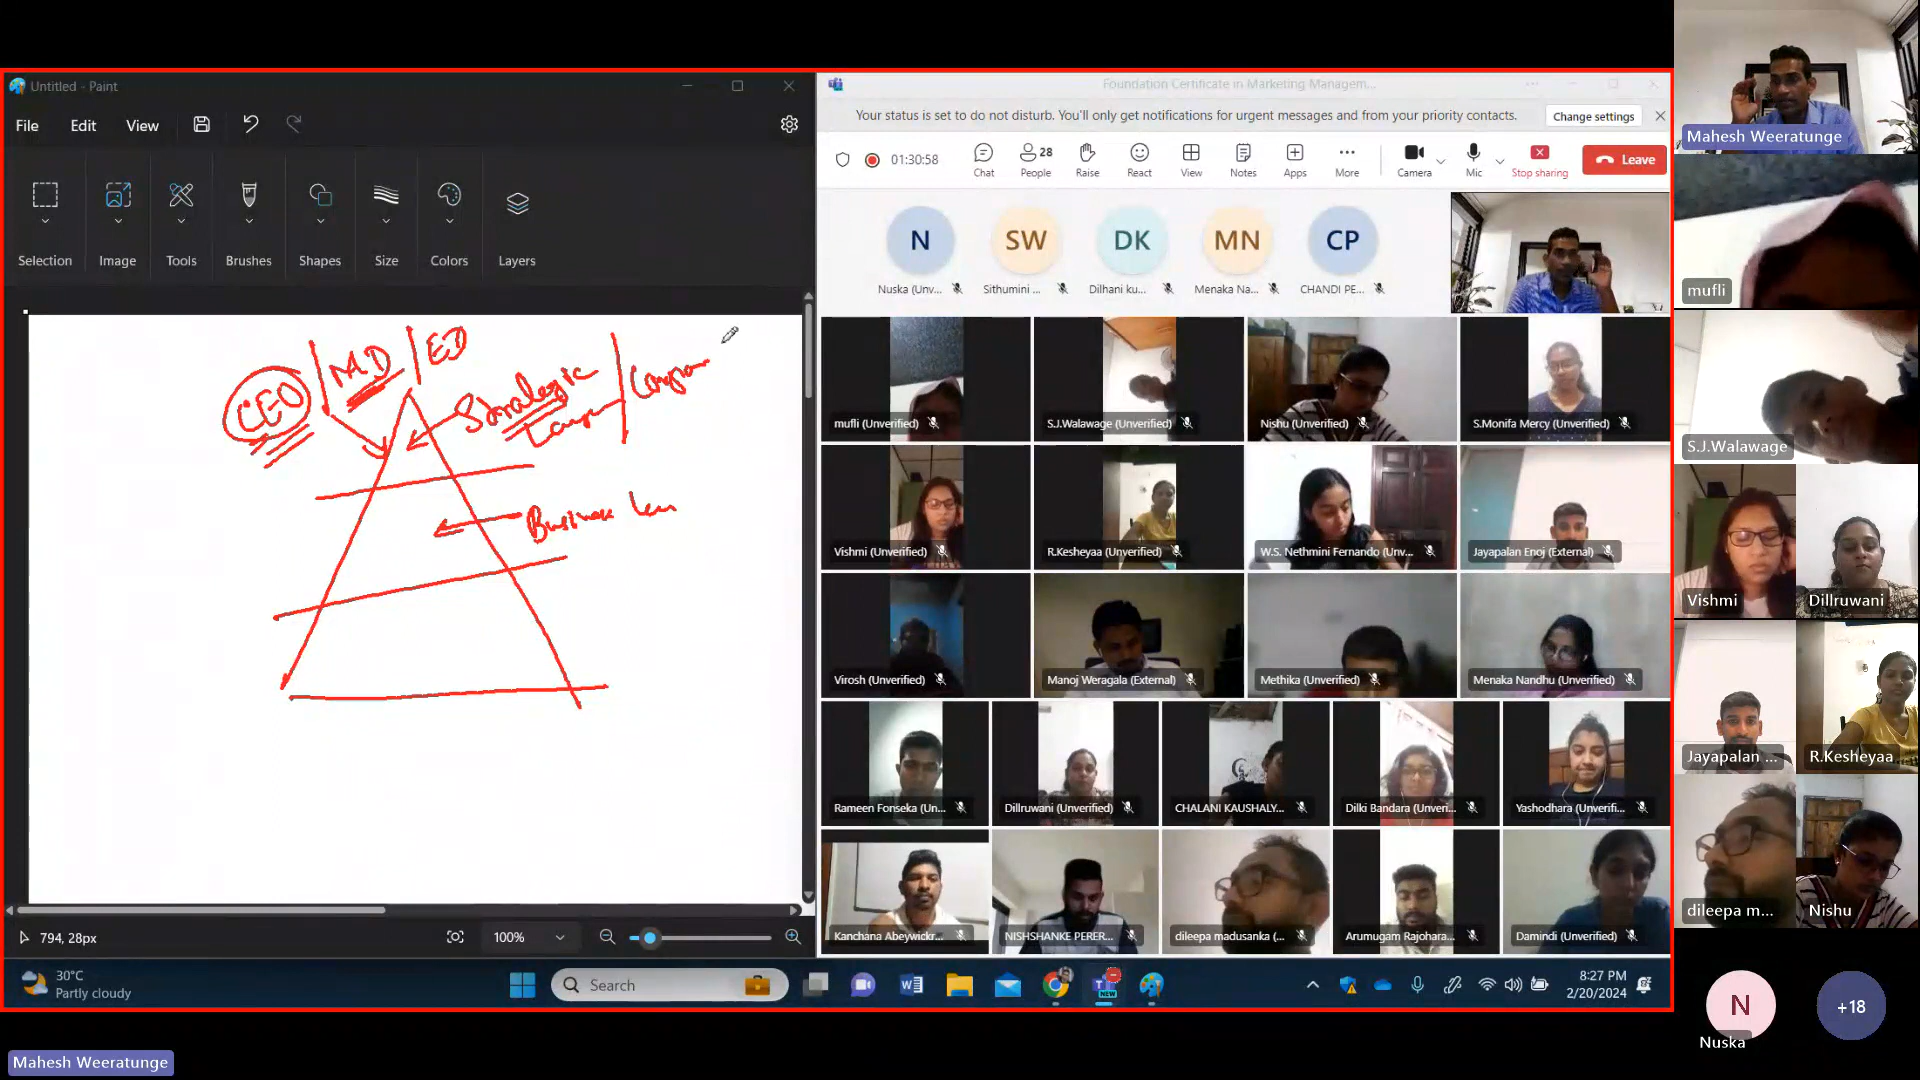 Untitled - Paint
File Edit View
Selection Image Tools Brushes Shapes Size Colors Layers
CEO MD ED
Strategic
Business
794, 28px
100%
Foundation Certificate in Marketing Managem...
Your status is set to do not disturb. You'll only get notifications for urgent messages and from your priority contacts.
Change settings
01:30:58
28
Chat People Raise React View Notes Apps More Camera Mic Stop sharing
Leave
N SW DK MN CP
Nuska (Unv... Sithumini ... Dilhani ku... Menaka Na... CHANDI PE...
mufli (Unverified) S.J.Walawage (Unverified) Nishu (Unverified) S.Monifa Mercy (Unverified)
Vishmi (Unverified) R.Kesheyaa (Unverified) W.S. Nethmini Fernando (Unv... Jayapalan Enoj (External)
Virosh (Unverified) Manoj Weragala (External) Methika (Unverified) Menaka Nandhu (Unverified)
Rameen Fonseka (Un... Dillruwani (Unverified) CHALANI KAUSHALY... Dilki Bandara (Unveri... Yashodhara (Unverifi...
Kanchana Abeywickr... NISHSHANKE PERER... dileepa madusanka (... Arumugam Rajohara... Damindi (Unverified)
30°C
Partly cloudy
Search
NEW
8:27 PM
2/20/2024
Mahesh Weeratunge
Mahesh Weeratunge
mufli
S.J.Walawage
Vishmi Dillruwani
Jayapalan ... R.Kesheyaa
dileepa m... Nishu
N +18
Nuska